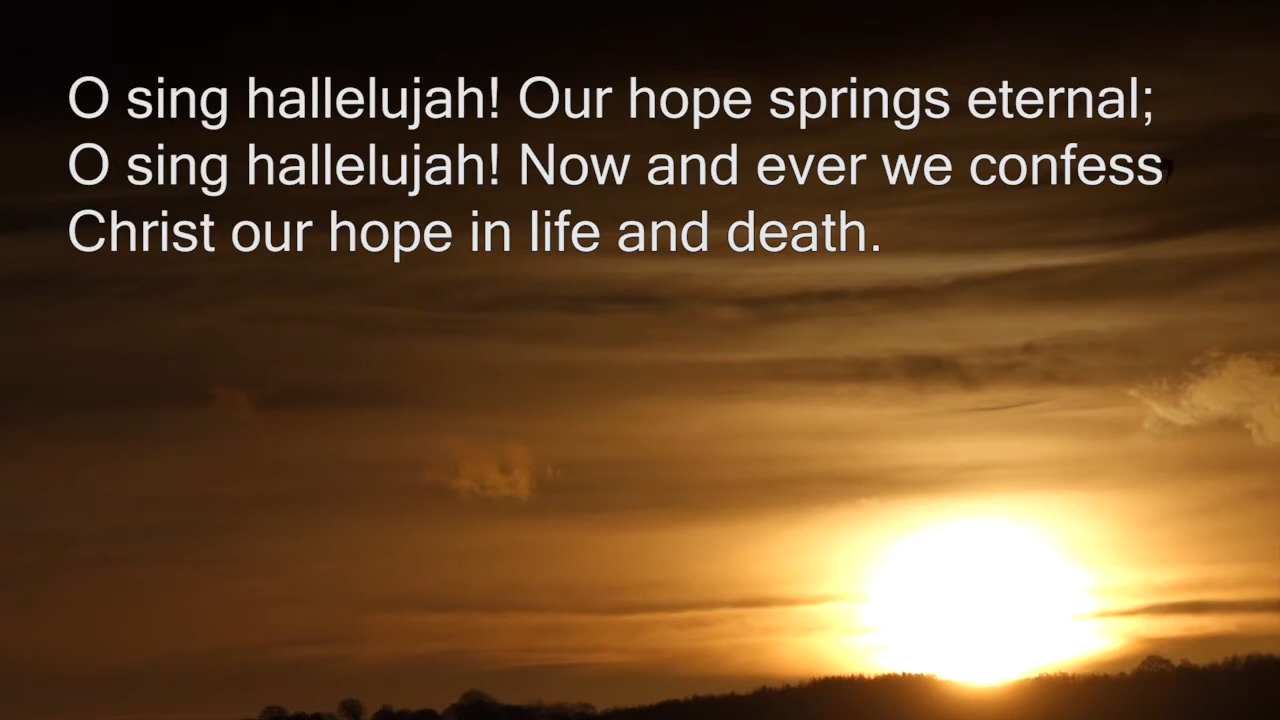 O sing hallelujah! Our hope springs eternal;
O sing hallelujah! Now and ever we confess
Christ our hope in life and death.